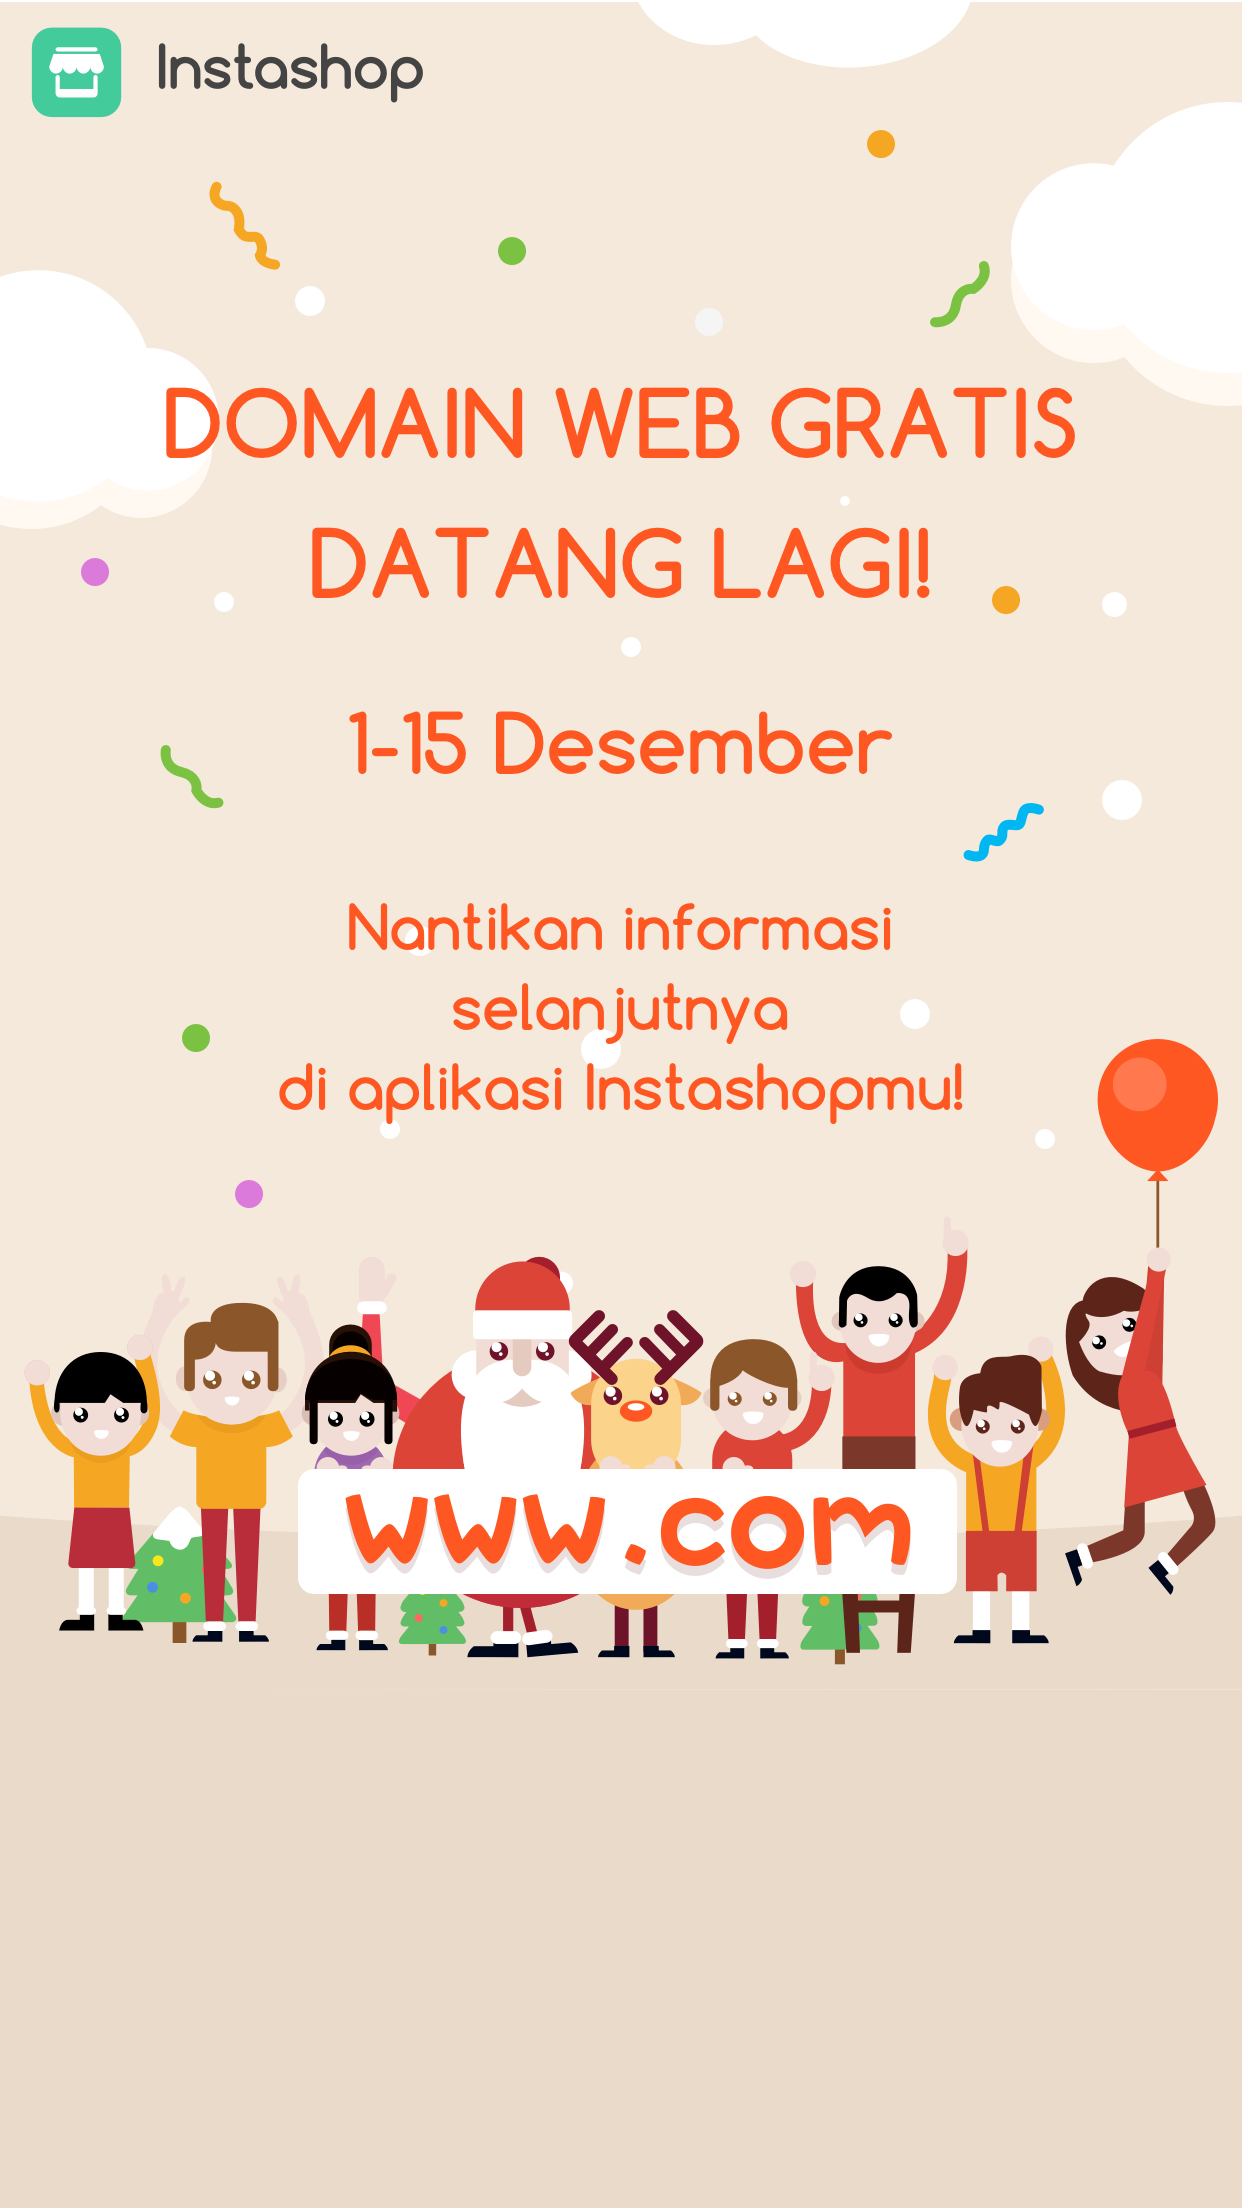 Instashop
DOMAIN WEB GRATIS
DATANG LAGI!!
1-15 Desember
Nantikan informasi
selanjutnya
di aplikasi Instashopmu!
www.com